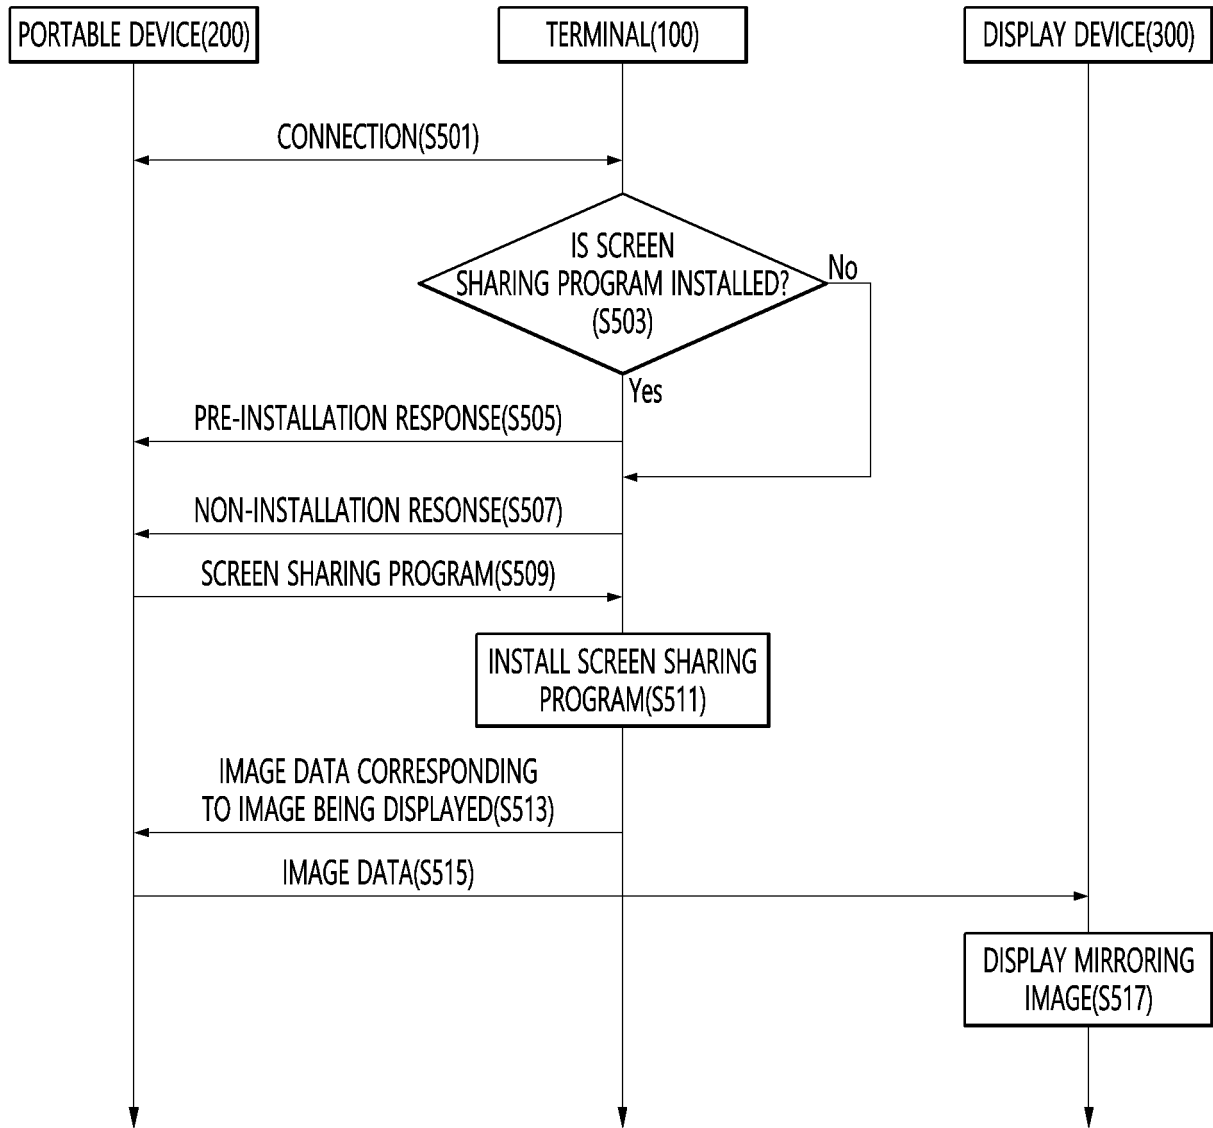 PORTABLE DEVICE(200)
TERMINAL(100)
DISPLAY DEVICE(300)
CONNECTION(S501)
IS SCREEN
SHARING PROGRAM INSTALLED?
(S503)
No
Yes
PRE-INSTALLATION RESPONSE(S505)
NON-INSTALLATION RESONSE(S507)
SCREEN SHARING PROGRAM(S509)
INSTALL SCREEN SHARING
PROGRAM(S511)
IMAGE DATA CORRESPONDING
TO IMAGE BEING DISPLAYED(S513)
IMAGE DATA(S515)
DISPLAY MIRRORING
IMAGE(S517)